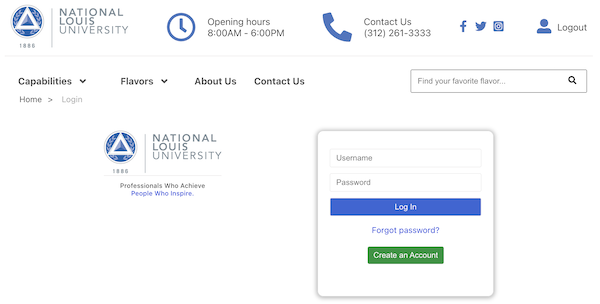 NATIONAL
LOUIS
UNIVERSITY
1886
Opening hours
8:00AM - 6:00PM
Contact Us
(312) 261-3333
Logout
Capabilities
Flavors
About Us
Contact Us
Find your favorite flavor...
Home > Login
NATIONAL
LOUIS
UNIVERSITY
1886
Professionals Who Achieve
People Who Inspire.
Username
Password
Log In
Forgot password?
Create an Account